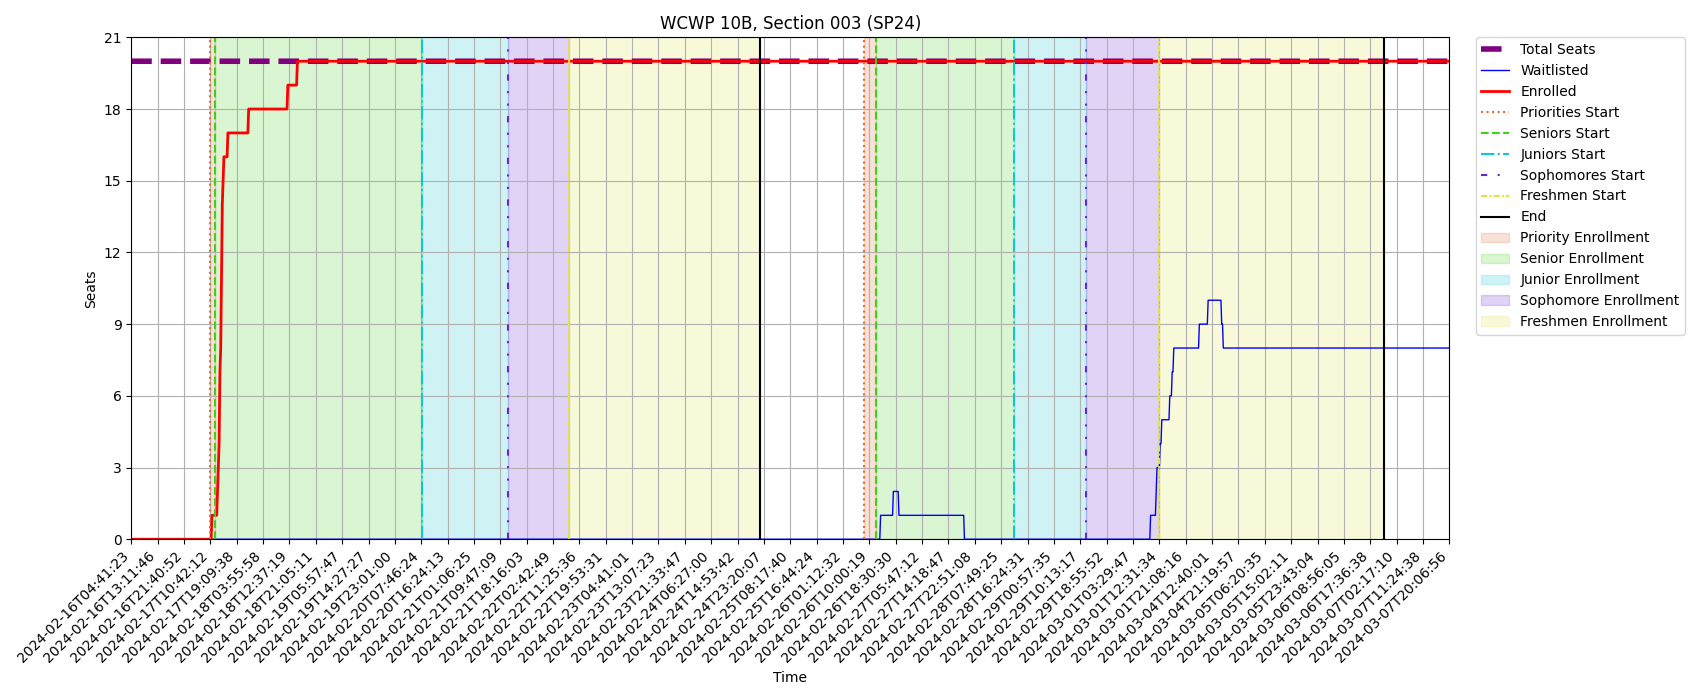 WCWP 10B, Section 003 (SP24)
21
18
15
12
9
6
3
0
Seats
2024-02-16T04:41:23
2024-02-16T13:11:46
2024-02-16T21:40:52
2024-02-17T10:42:12
2024-02-17T19:09:38
2024-02-18T03:55:58
2024-02-18T12:37:19
2024-02-18T21:05:11
2024-02-19T05:57:47
2024-02-19T14:27:27
2024-02-19T23:01:00
2024-02-20T07:46:24
2024-02-20T16:24:13
2024-02-21T01:06:25
2024-02-21T09:47:09
2024-02-21T18:16:03
2024-02-22T02:42:49
2024-02-22T11:25:36
2024-02-22T19:53:31
2024-02-23T04:41:01
2024-02-23T13:07:23
2024-02-23T21:33:47
2024-02-24T06:27:00
2024-02-24T14:53:42
2024-02-24T23:20:07
2024-02-25T08:17:40
2024-02-25T16:44:24
2024-02-26T01:12:32
2024-02-26T10:00:19
2024-02-26T18:30:30
2024-02-27T05:47:12
2024-02-27T14:18:47
2024-02-27T22:51:08
2024-02-28T07:49:25
2024-02-28T16:24:31
2024-02-29T00:57:35
2024-02-29T10:13:17
2024-02-29T18:55:52
2024-03-01T03:29:47
2024-03-01T12:31:34
2024-03-01T21:08:16
2024-03-04T12:40:01
2024-03-04T21:19:57
2024-03-05T06:20:35
2024-03-05T15:02:11
2024-03-05T23:43:04
2024-03-06T08:56:05
2024-03-06T17:36:38
2024-03-07T02:17:10
2024-03-07T11:24:38
2024-03-07T20:06:56
Time
Total Seats
Waitlisted
Enrolled
Priorities Start
Seniors Start
Juniors Start
Sophomores Start
Freshmen Start
End
Priority Enrollment
Senior Enrollment
Junior Enrollment
Sophomore Enrollment
Freshmen Enrollment